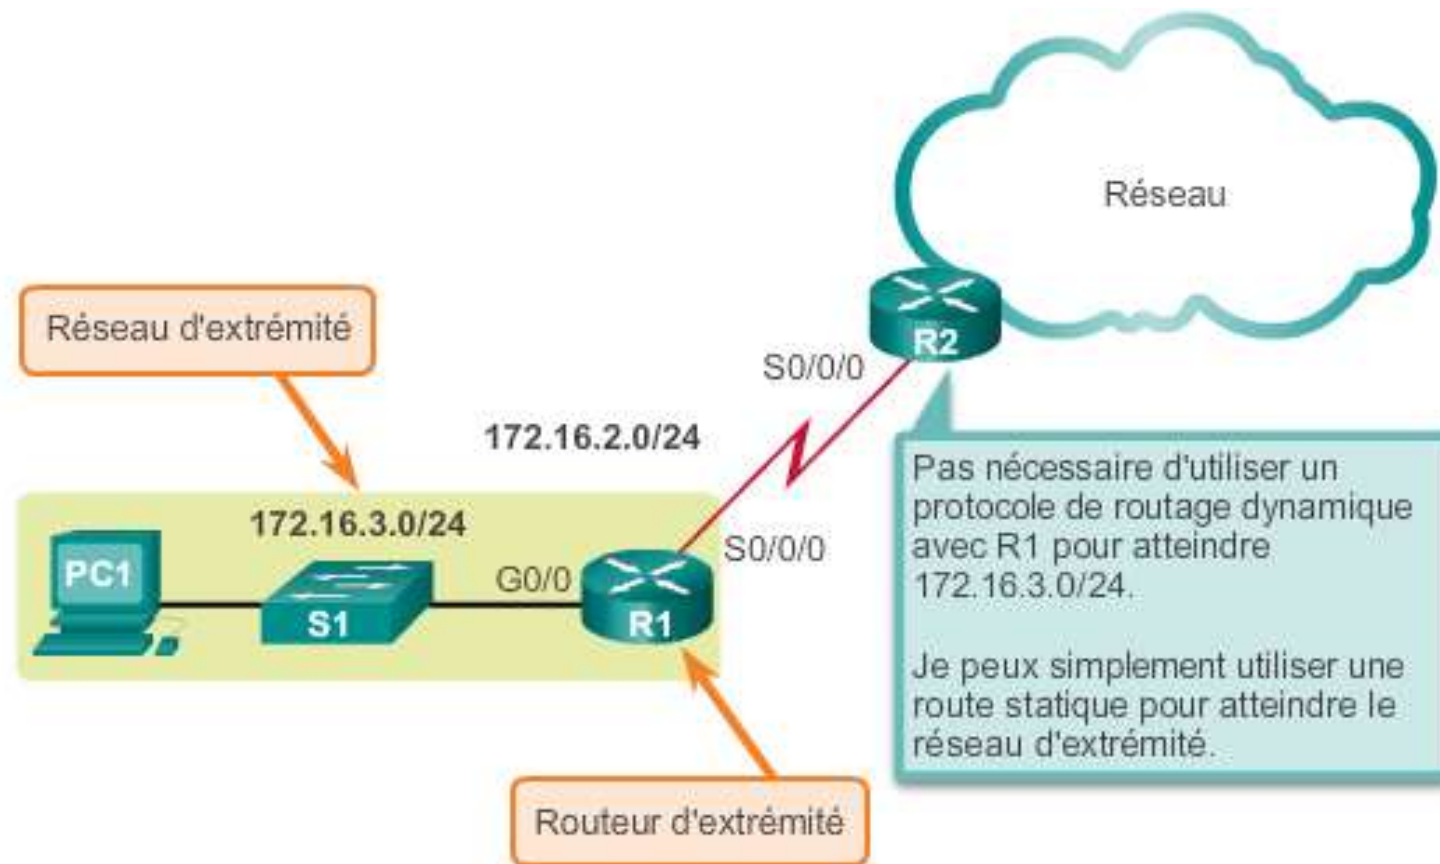 Réseau
Réseau d'extrémité
R2
S0/0/0
172.16.2.0/24
Pas nécessaire d'utiliser un
protocole de routage dynamique
avec R1 pour atteindre
172.16.3.0/24.
Je peux simplement utiliser une
route statique pour atteindre le
réseau d'extrémité.
172.16.3.0/24
S0/0/0
PC1
G0/0
S1
R1
Routeur d'extrémité